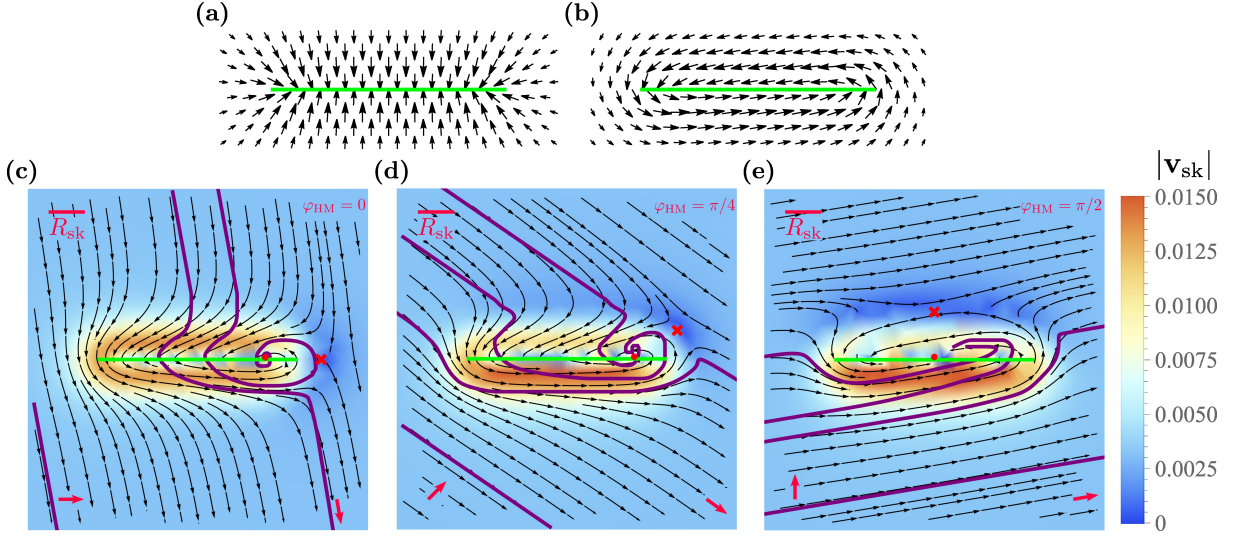 (a)
(b)
(c)
(d)
(e)
|v_sk|
R_sk
φ_HM = 0
R_sk
φ_HM = π/4
R_sk
φ_HM = π/2
0.0150
0.0125
0.0100
0.0075
0.0050
0.0025
0